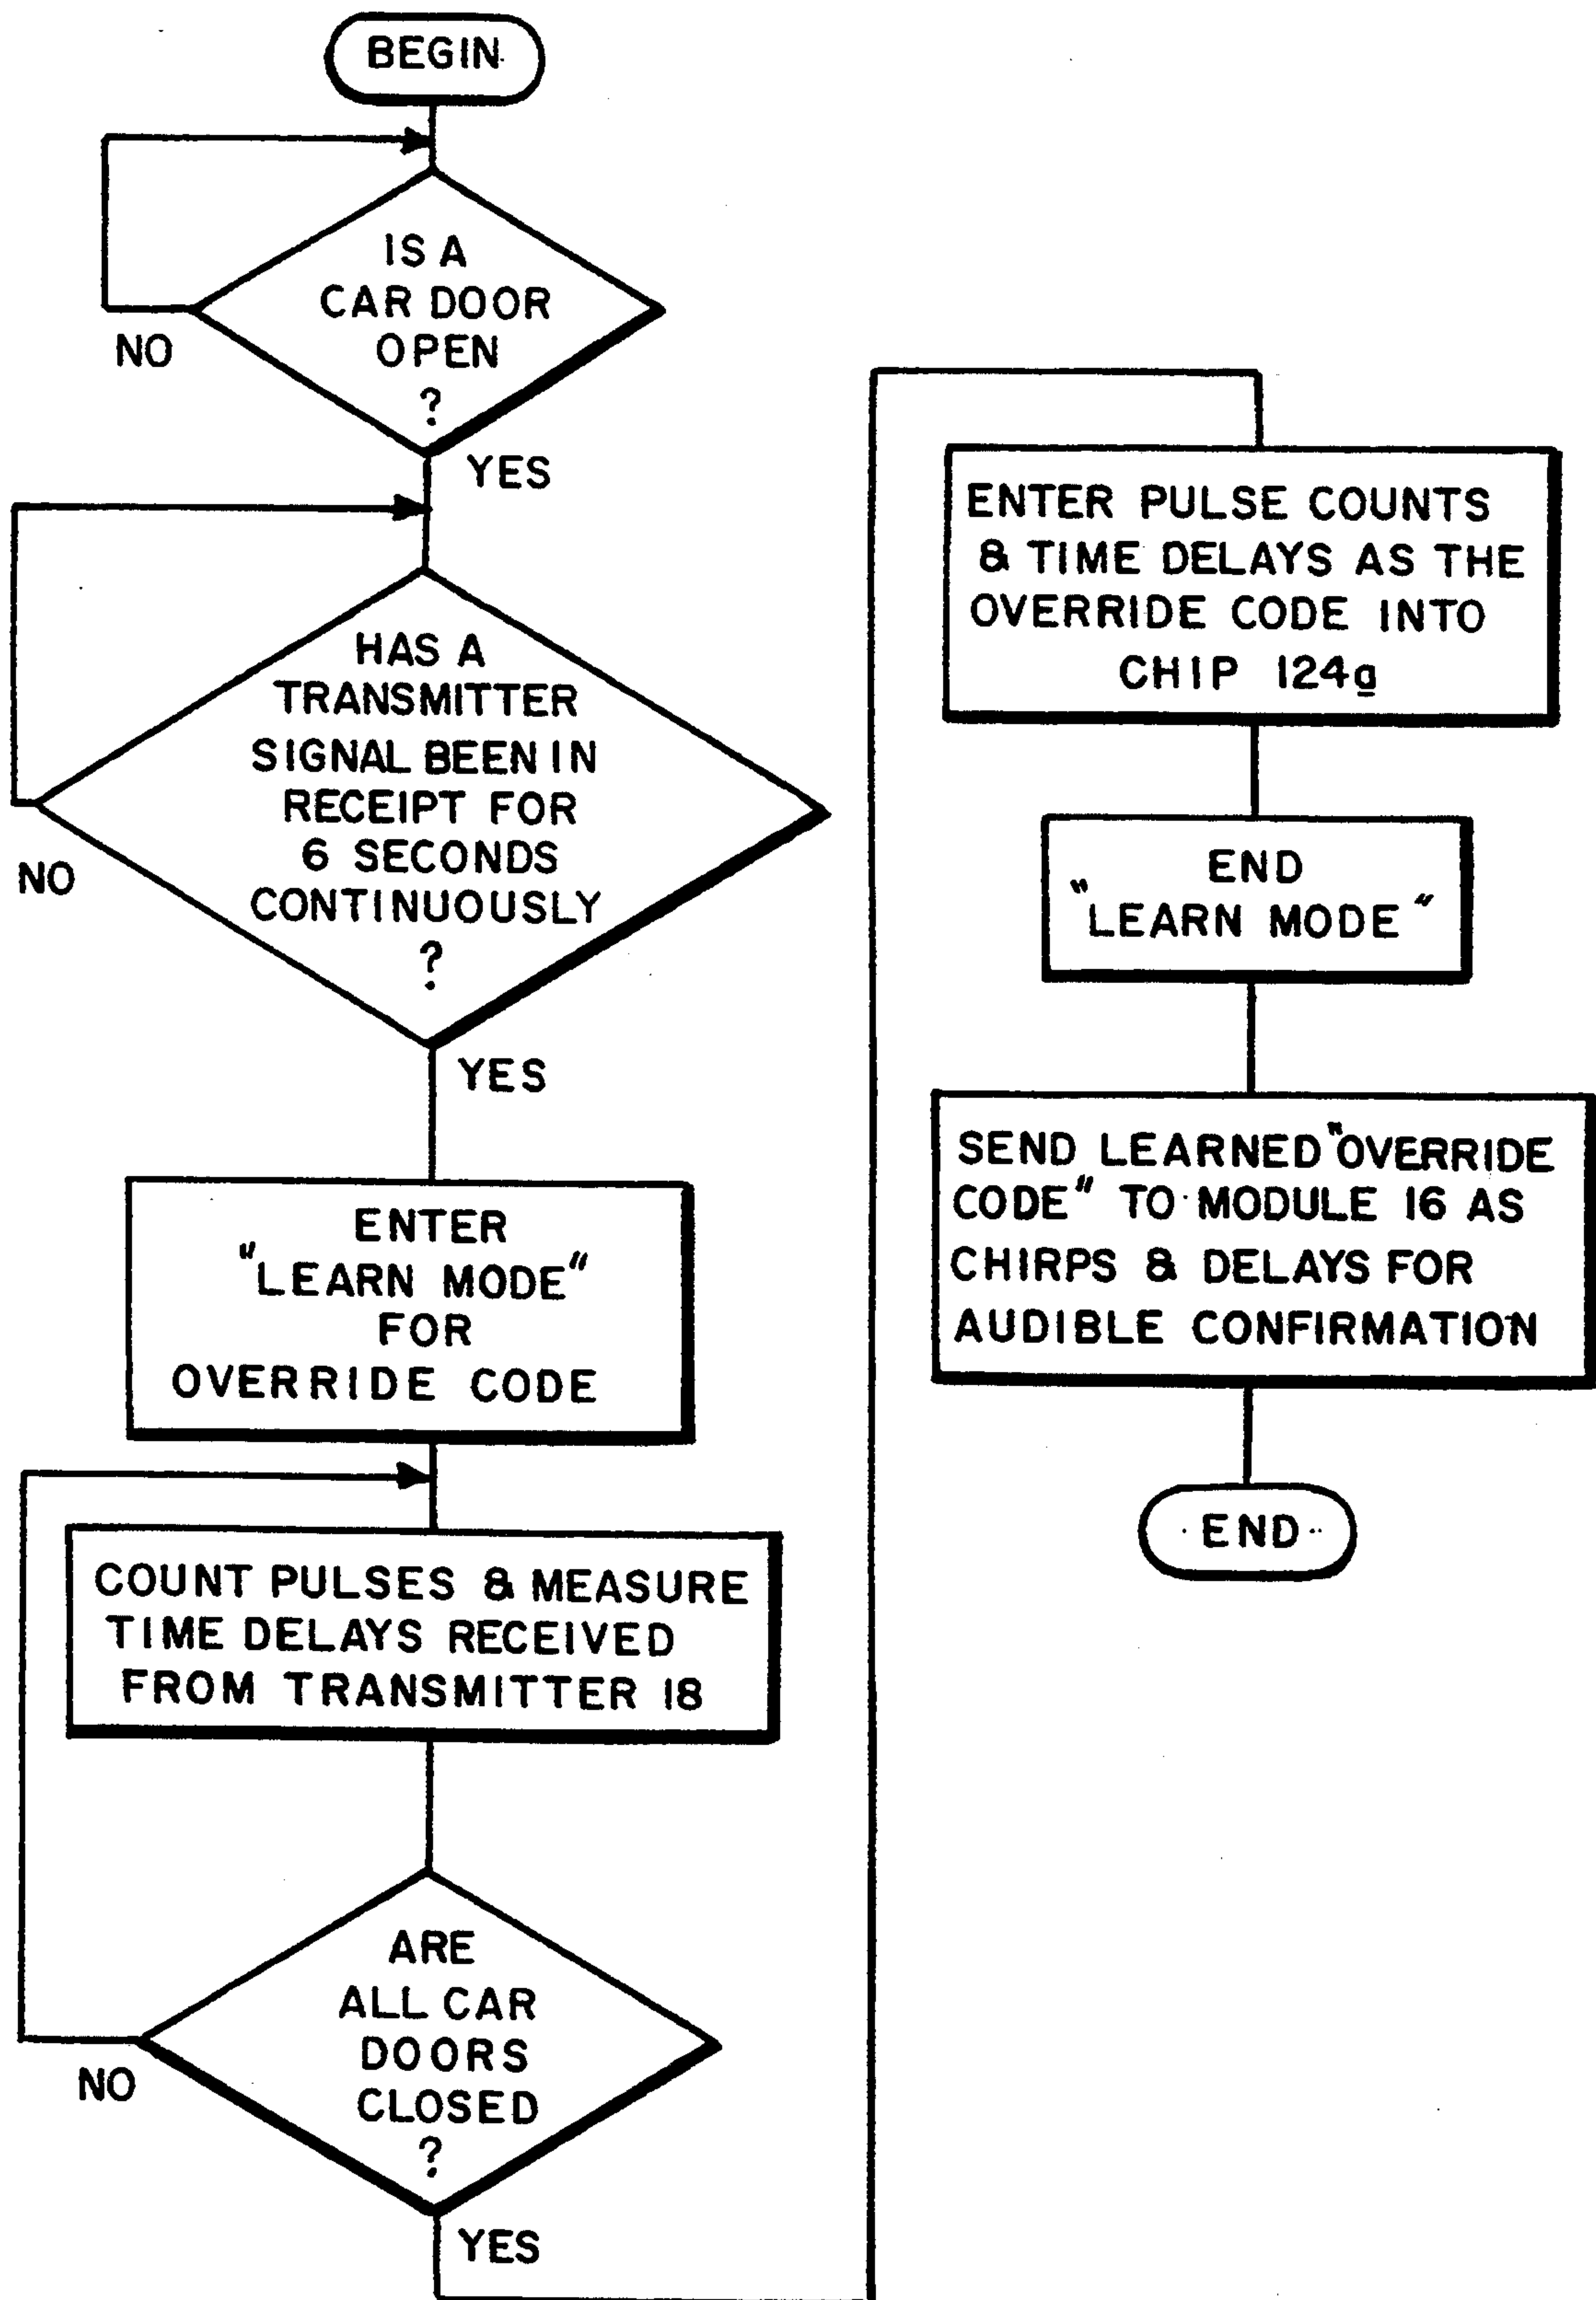 BEGIN
IS A
CAR DOOR
OPEN
?
NO
YES
HAS A
TRANSMITTER
SIGNAL BEEN IN
RECEIPT FOR
6 SECONDS
CONTINUOUSLY
?
NO
YES
ENTER
"LEARN MODE"
FOR
OVERRIDE CODE
COUNT PULSES & MEASURE
TIME DELAYS RECEIVED
FROM TRANSMITTER 18
ARE
ALL CAR
DOORS
CLOSED
?
NO
YES
ENTER PULSE COUNTS
& TIME DELAYS AS THE
OVERRIDE CODE INTO
CHIP 124a
END
"LEARN MODE"
SEND LEARNED "OVERRIDE
CODE" TO MODULE 16 AS
CHIRPS & DELAYS FOR
AUDIBLE CONFIRMATION
END